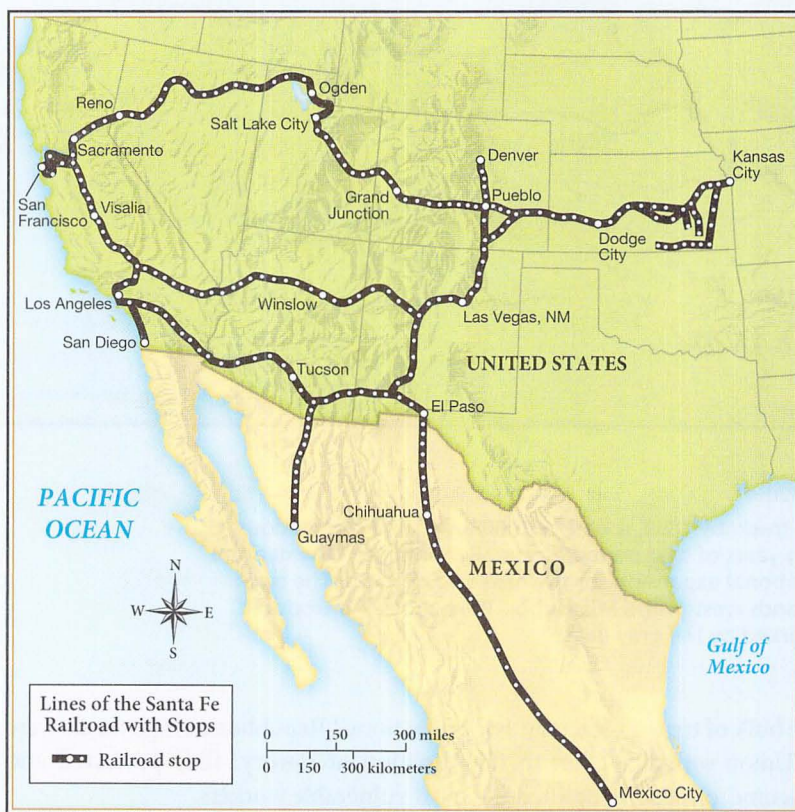 Ogden
Reno
Salt Lake City
Sacramento
Denver
Kansas
City
San
Francisco
Visalia
Grand
Junction
Pueblo
Dodge
City
Los Angeles
Winslow
Las Vegas, NM
San Diego
Tucson
UNITED STATES
El Paso
PACIFIC
OCEAN
Chihuahua
Guaymas
MEXICO
N
W
E
S
Gulf of
Mexico
Lines of the Santa Fe
Railroad with Stops
Railroad stop
0 150 300 miles
0 150 300 kilometers
Mexico City